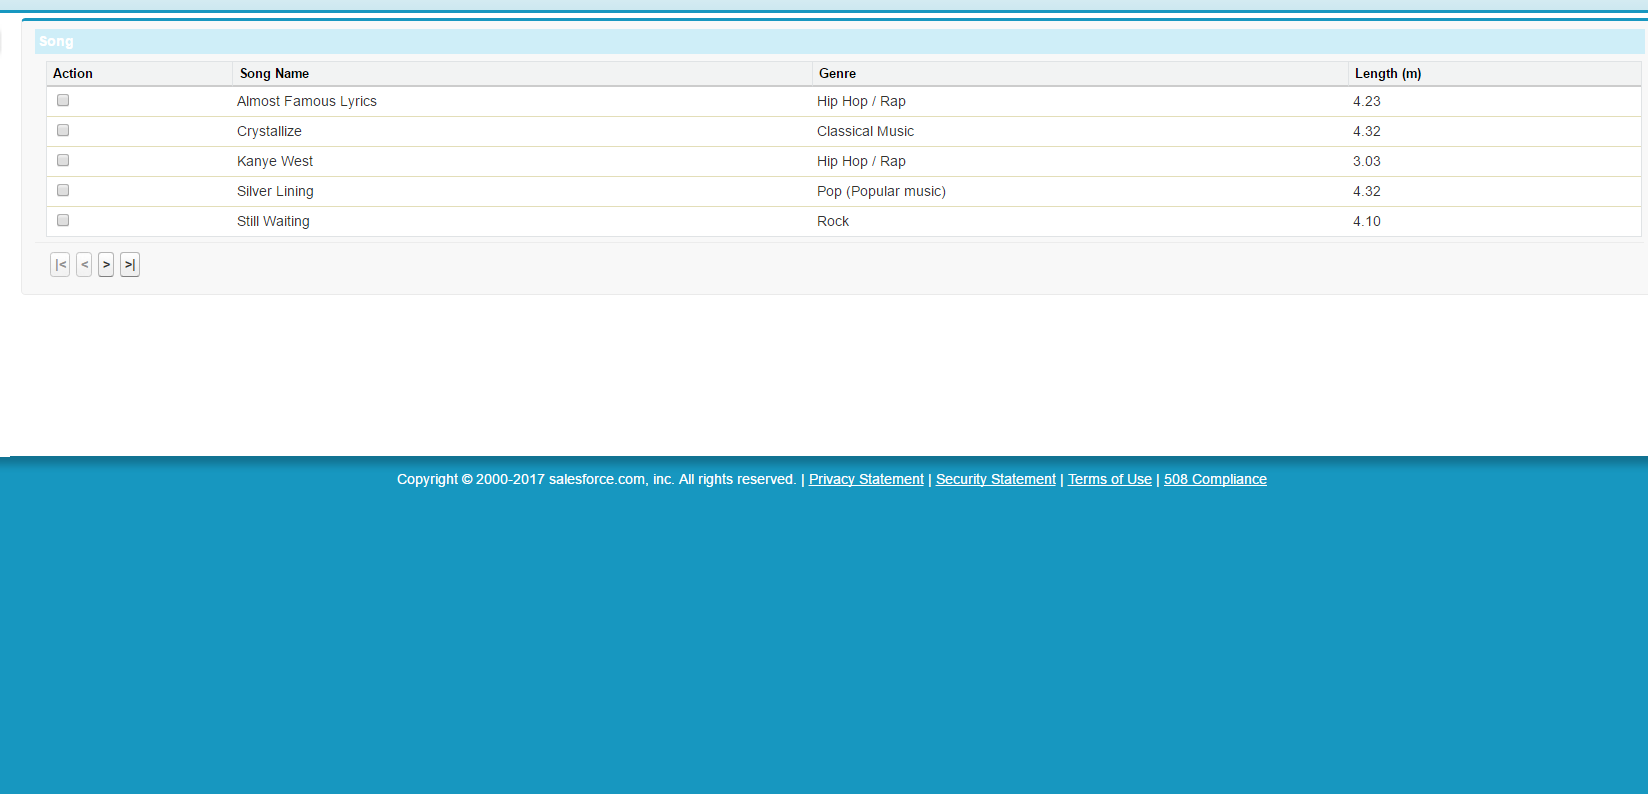 Song
Action Song Name Genre Length (m)
Almost Famous Lyrics Hip Hop / Rap 4.23
Crystallize Classical Music 4.32
Kanye West Hip Hop / Rap 3.03
Silver Lining Pop (Popular music) 4.32
Still Waiting Rock 4.10
|< < > >|
Copyright © 2000-2017 salesforce.com, inc. All rights reserved. | Privacy Statement | Security Statement | Terms of Use | 508 Compliance